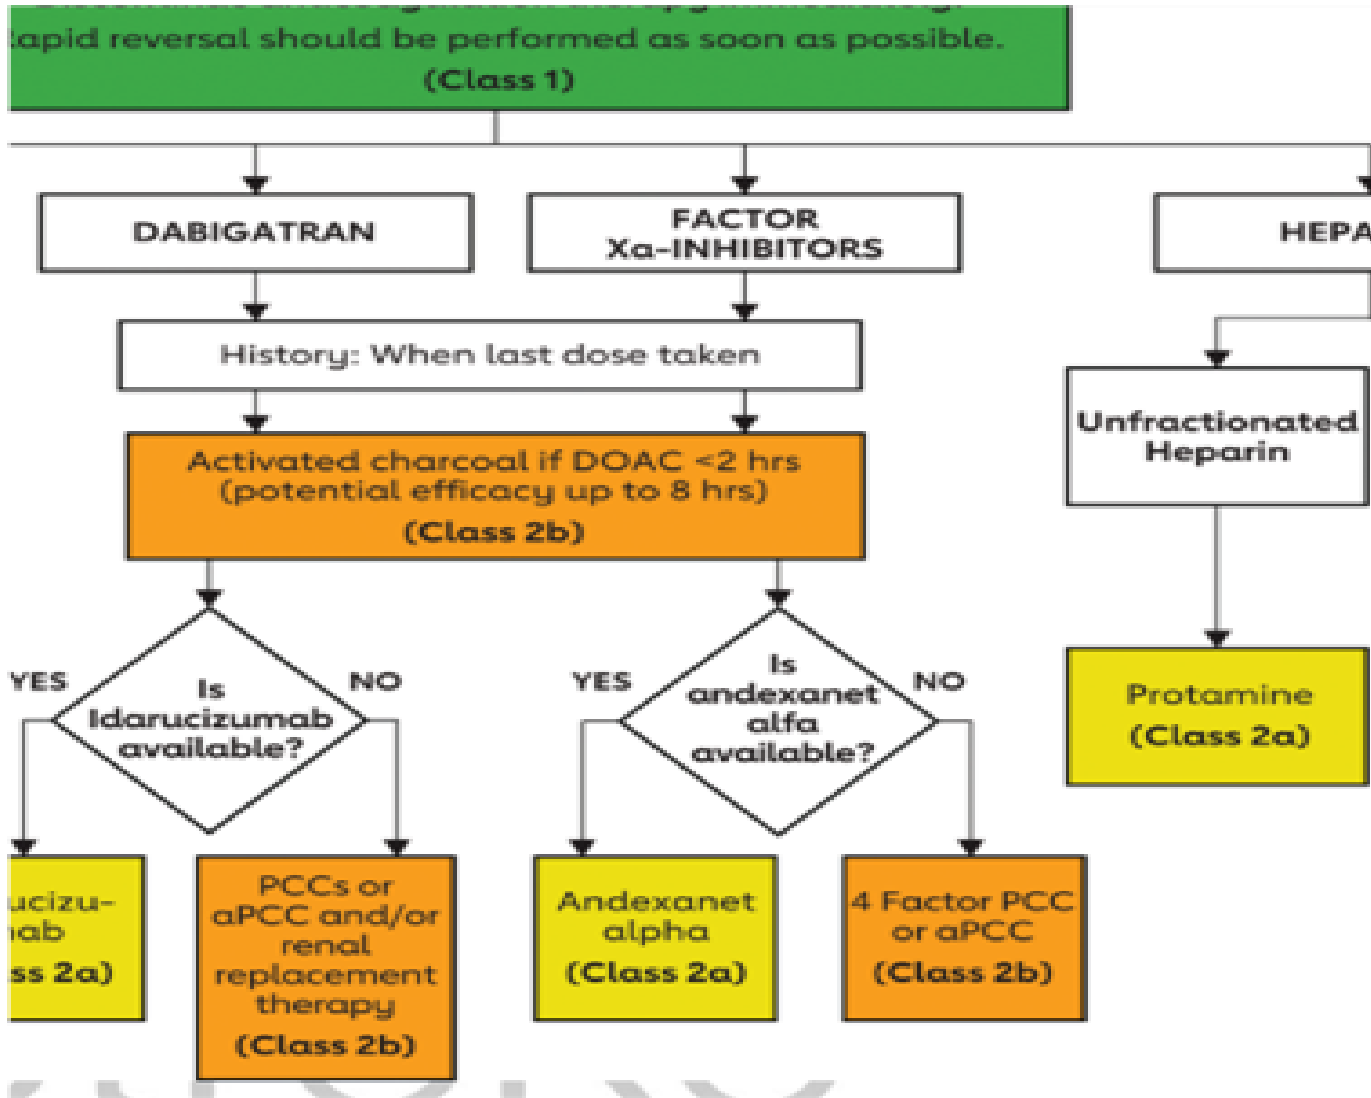 rapid reversal should be performed as soon as possible.
(Class 1)
DABIGATRAN
FACTOR
Xa-INHIBITORS
HEPA
History: When last dose taken
Unfractionated
Heparin
Activated charcoal if DOAC <2 hrs
(potential efficacy up to 8 hrs)
(Class 2b)
YES
Is
Idarucizumab
available?
NO
YES
Is
andexanet
alfa
available?
NO
Protamine
(Class 2a)
ucizu-
ab
ss 2a)
PCCs or
aPCC and/or
renal
replacement
therapy
(Class 2b)
Andexanet
alpha
(Class 2a)
4 Factor PCC
or aPCC
(Class 2b)